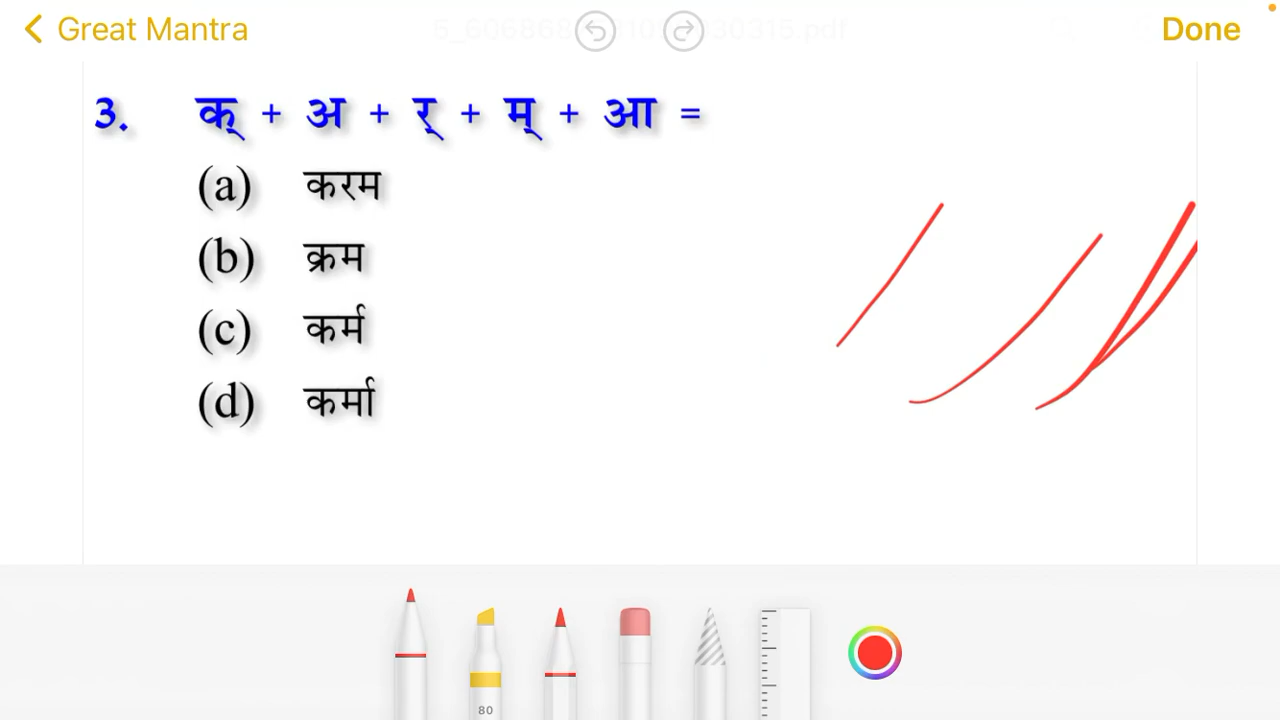 Great Mantra
Done
3. क् + अ + र् + म् + आ =
(a) करम
(b) क्रम
(c) कर्म
(d) कर्मा
80